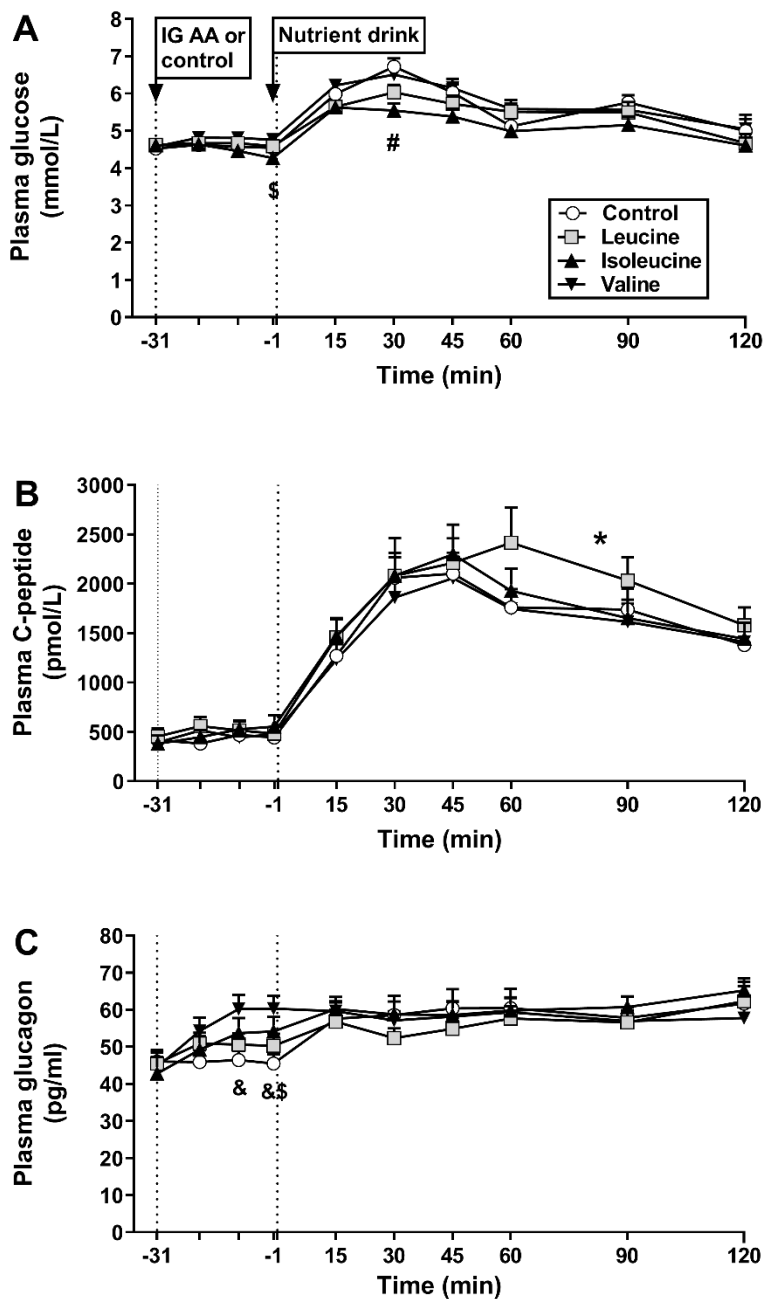 A
IG AA or
control
Nutrient drink
Plasma glucose
(mmol/L)
8
7
6
5
4
3
2
1
0
$
#
Control
Leucine
Isoleucine
Valine
-31 -1 15 30 45 60 90 120
Time (min)
B
Plasma C-peptide
(pmol/L)
3000
2500
2000
1500
1000
500
0
*
-31 -1 15 30 45 60 90 120
Time (min)
C
Plasma glucagon
(pg/ml)
80
70
60
50
40
30
20
10
0
& &$
-31 -1 15 30 45 60 90 120
Time (min)